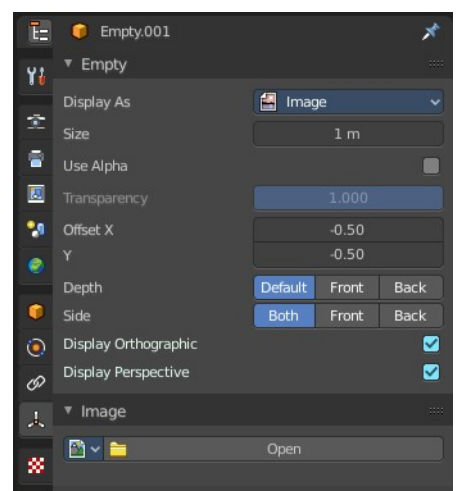 Empty.001
Empty
Display As Image
Size 1 m
Use Alpha
Transparency 1.000
Offset X -0.50
Y -0.50
Depth Default Front Back
Side Both Front Back
Display Orthographic
Display Perspective
Image
Open